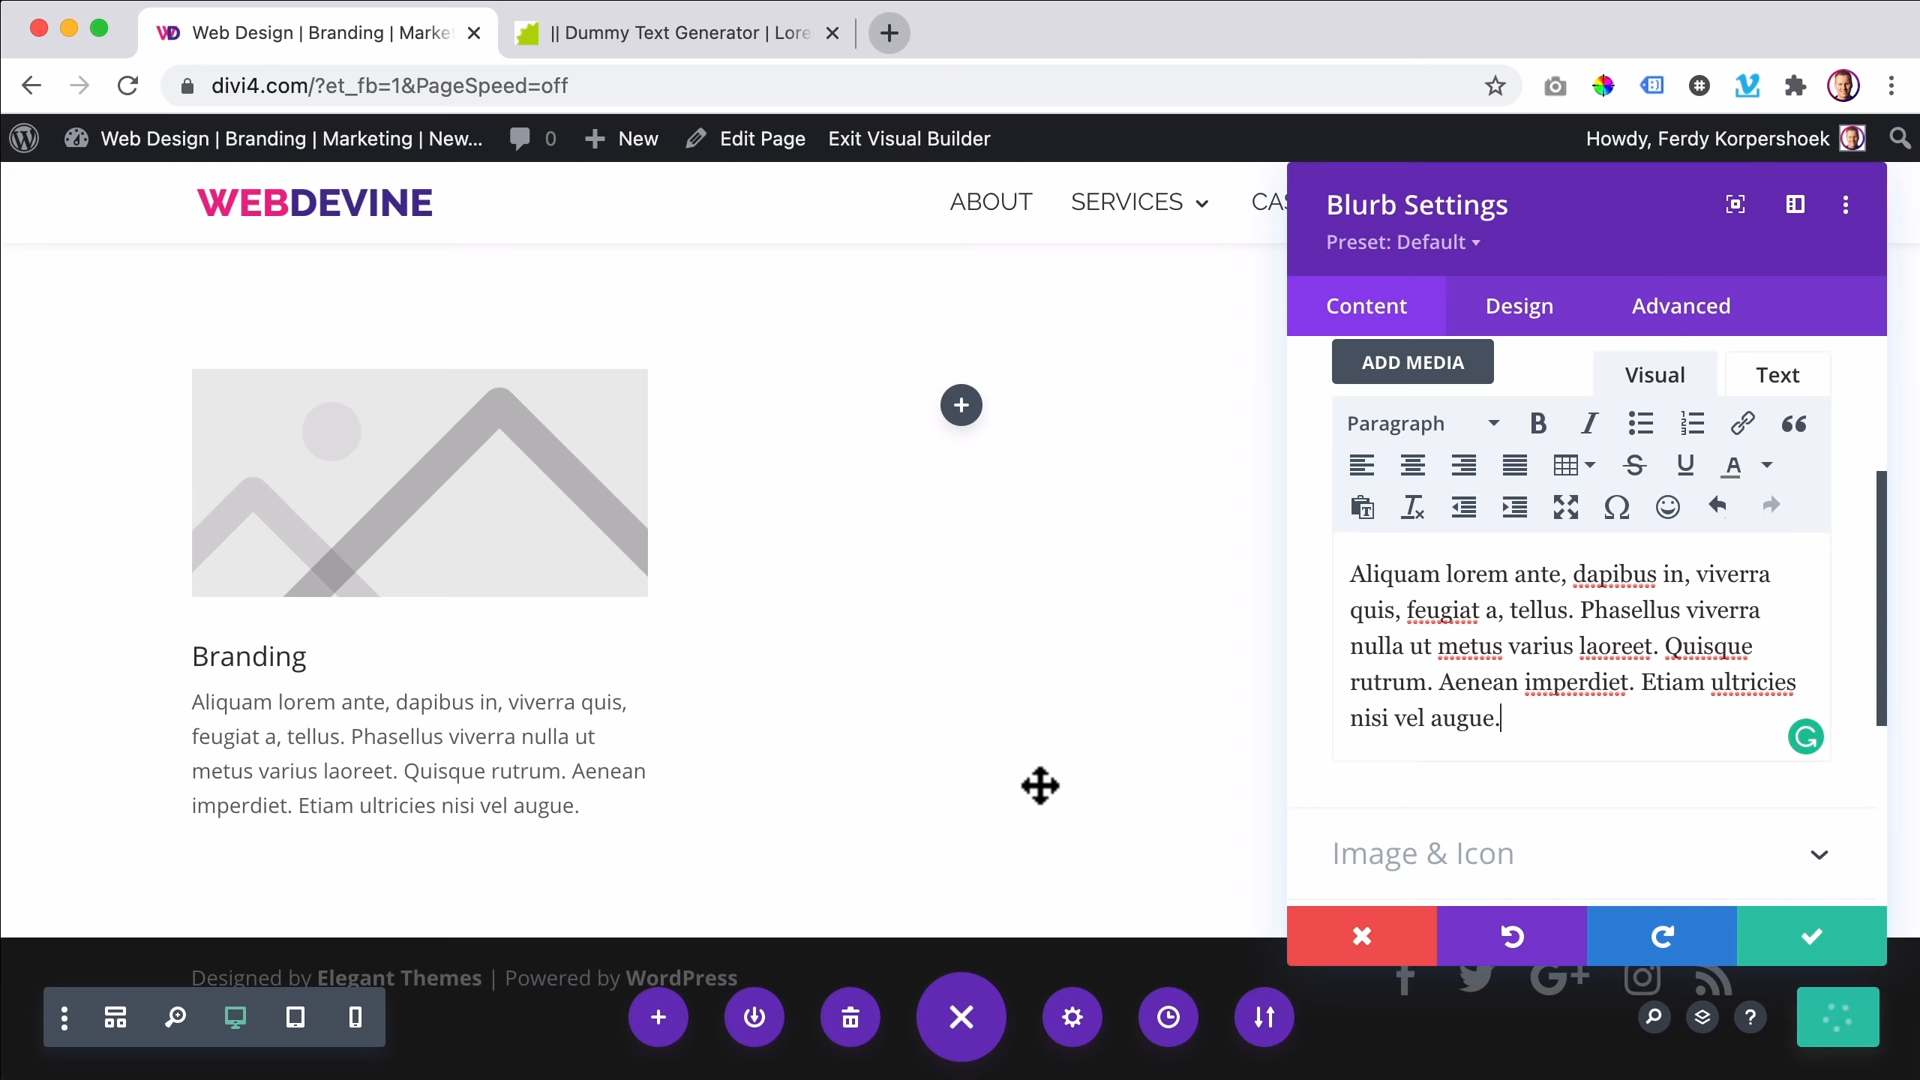 Web Design | Branding | Marke
|| Dummy Text Generator | Lore
divi4.com/?et_fb=1&PageSpeed=off
Web Design | Branding | Marketing | New...
0
New
Edit Page
Exit Visual Builder
Howdy, Ferdy Korpershoek
WEBDEVINE
ABOUT
SERVICES
CAS
Blurb Settings
Preset: Default
Content
Design
Advanced
ADD MEDIA
Visual
Text
Paragraph
Aliquam lorem ante, dapibus in, viverra
quis, feugiat a, tellus. Phasellus viverra
nulla ut metus varius laoreet. Quisque
rutrum. Aenean imperdiet. Etiam ultricies
nisi vel augue.
Image & Icon
Branding
Aliquam lorem ante, dapibus in, viverra quis,
feugiat a, tellus. Phasellus viverra nulla ut
metus varius laoreet. Quisque rutrum. Aenean
imperdiet. Etiam ultricies nisi vel augue.
Designed by Elegant Themes | Powered by WordPress